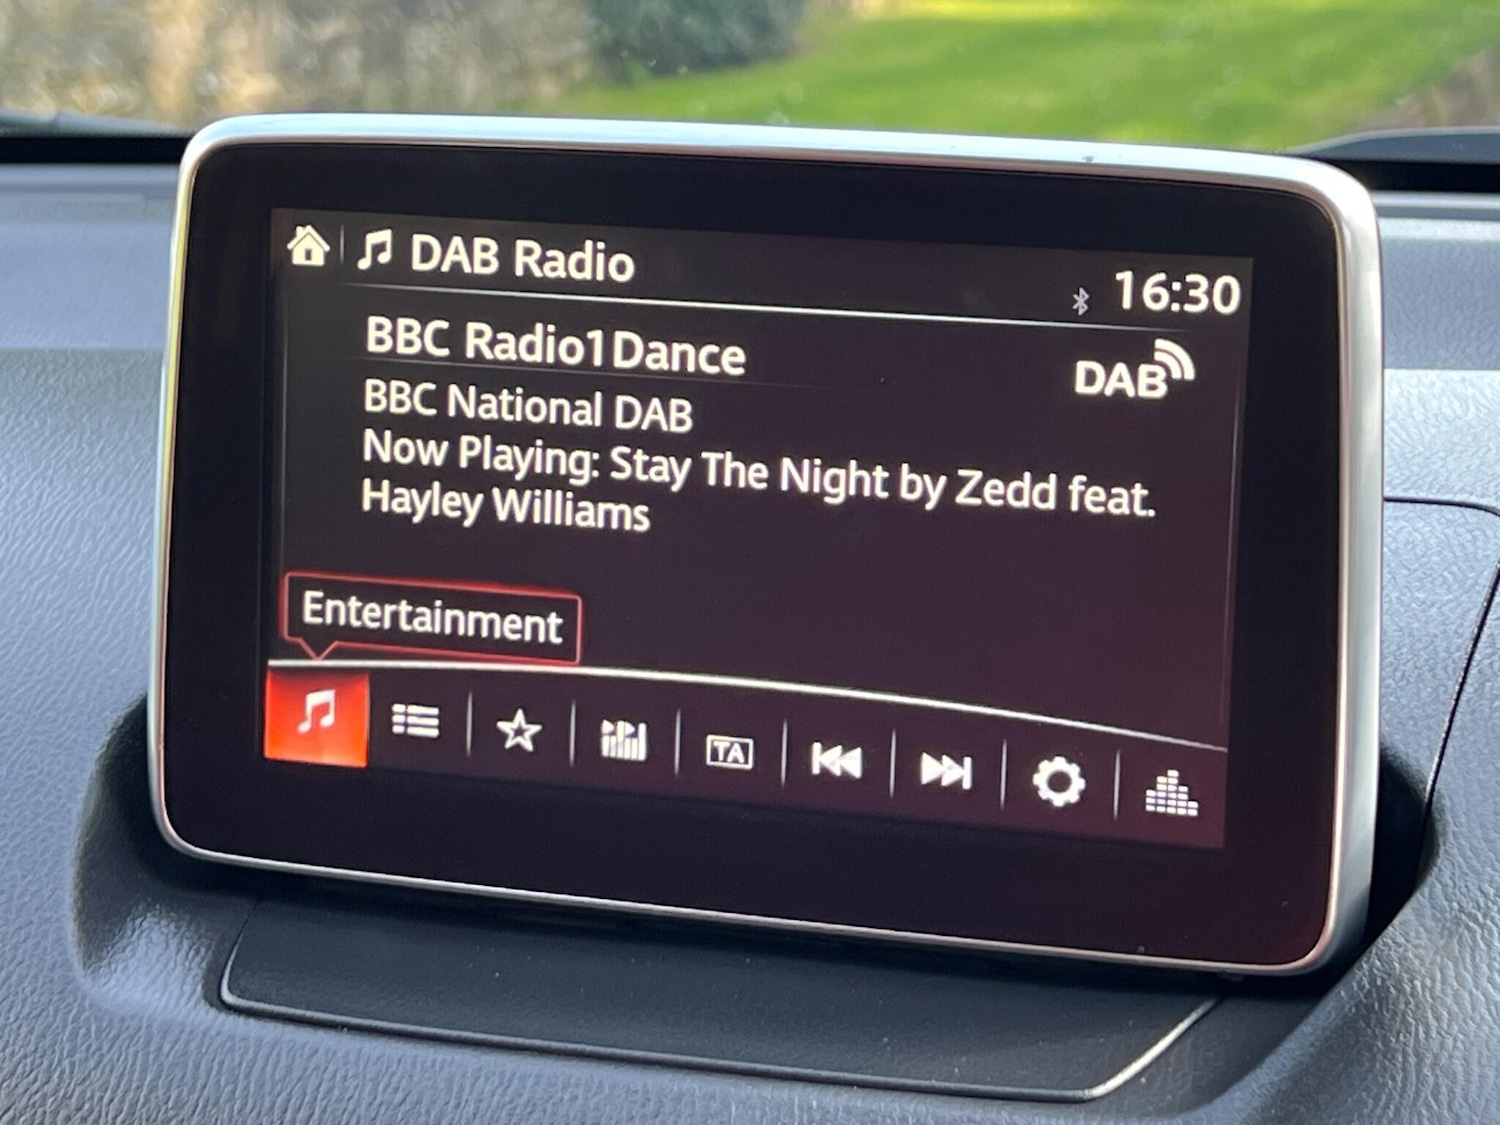 DAB Radio
16:30
BBC Radio1Dance
DAB
BBC National DAB
Now Playing: Stay The Night by Zedd feat.
Hayley Williams
Entertainment
TA